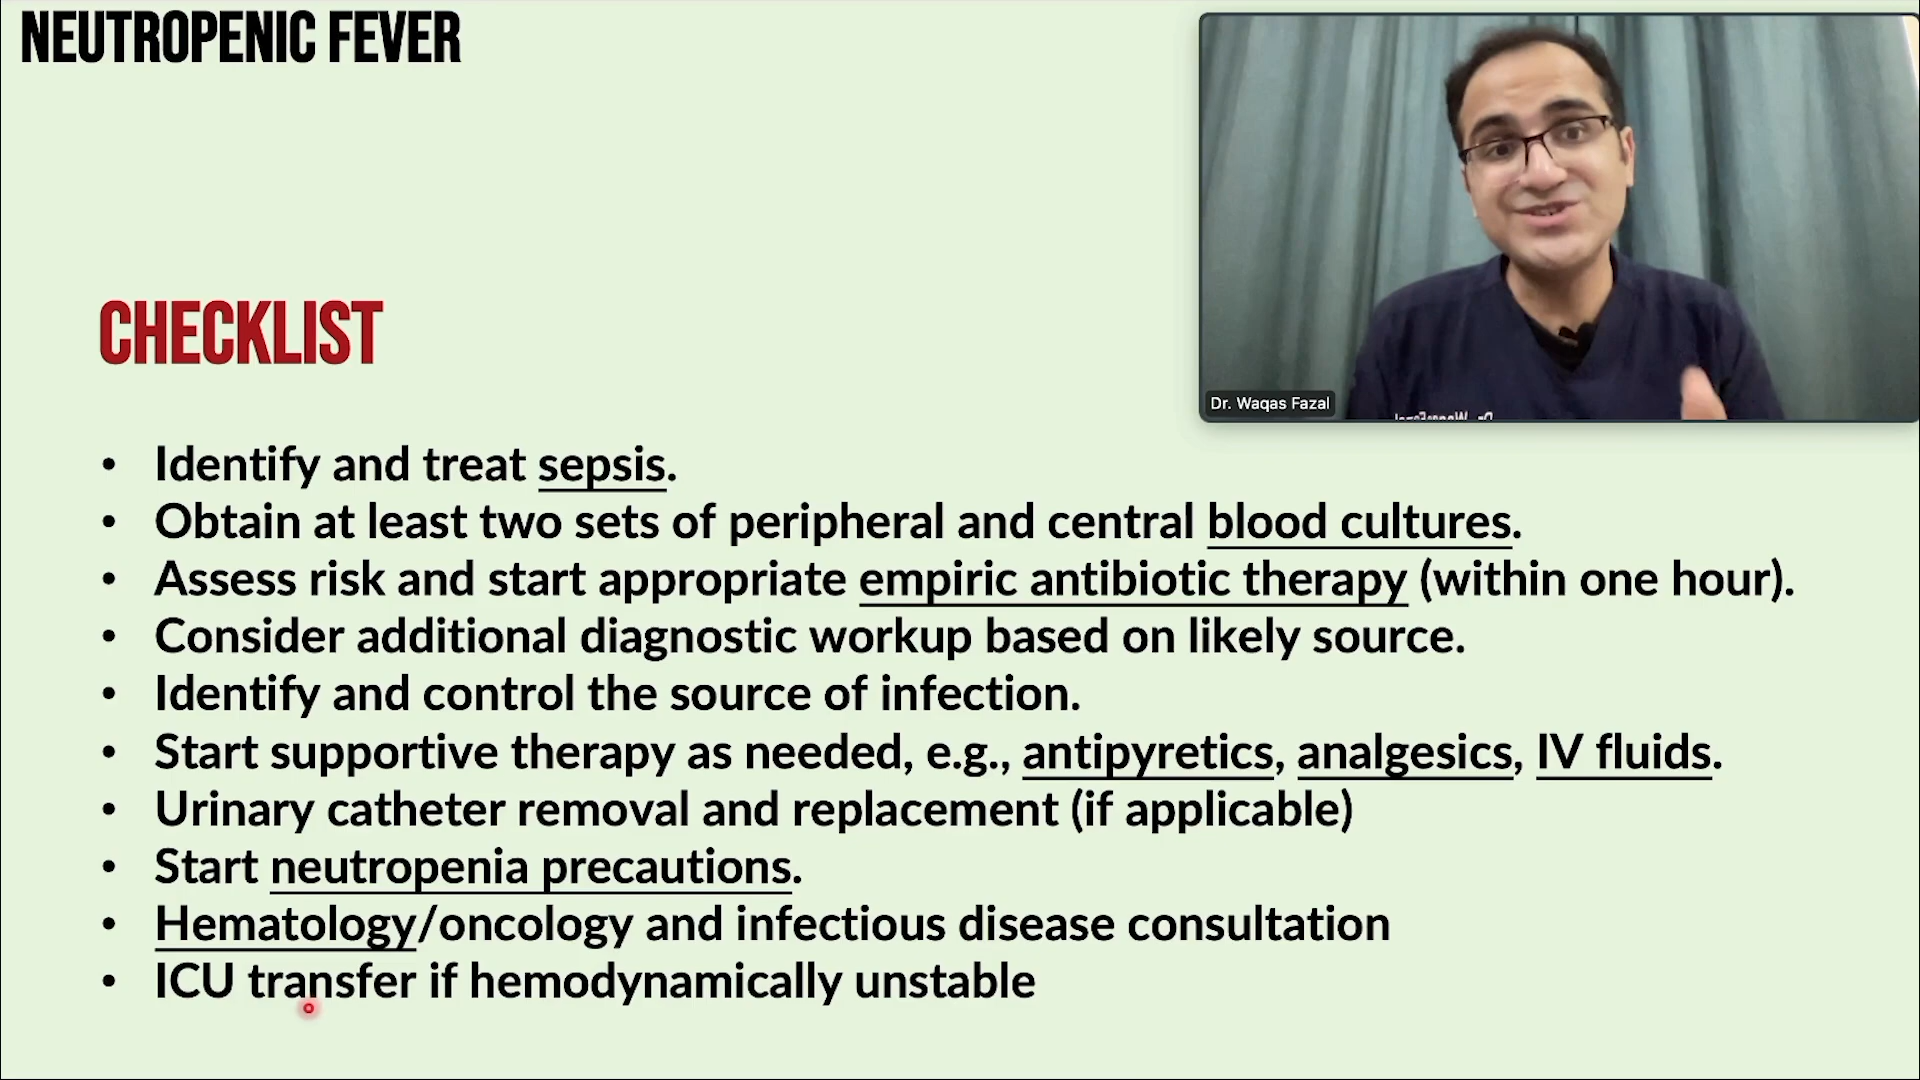 NEUTROPENIC FEVER
Dr. Waqas Fazal
CHECKLIST
• Identify and treat sepsis.
• Obtain at least two sets of peripheral and central blood cultures.
• Assess risk and start appropriate empiric antibiotic therapy (within one hour).
• Consider additional diagnostic workup based on likely source.
• Identify and control the source of infection.
• Start supportive therapy as needed, e.g., antipyretics, analgesics, IV fluids.
• Urinary catheter removal and replacement (if applicable)
• Start neutropenia precautions.
• Hematology/oncology and infectious disease consultation
• ICU transfer if hemodynamically unstable